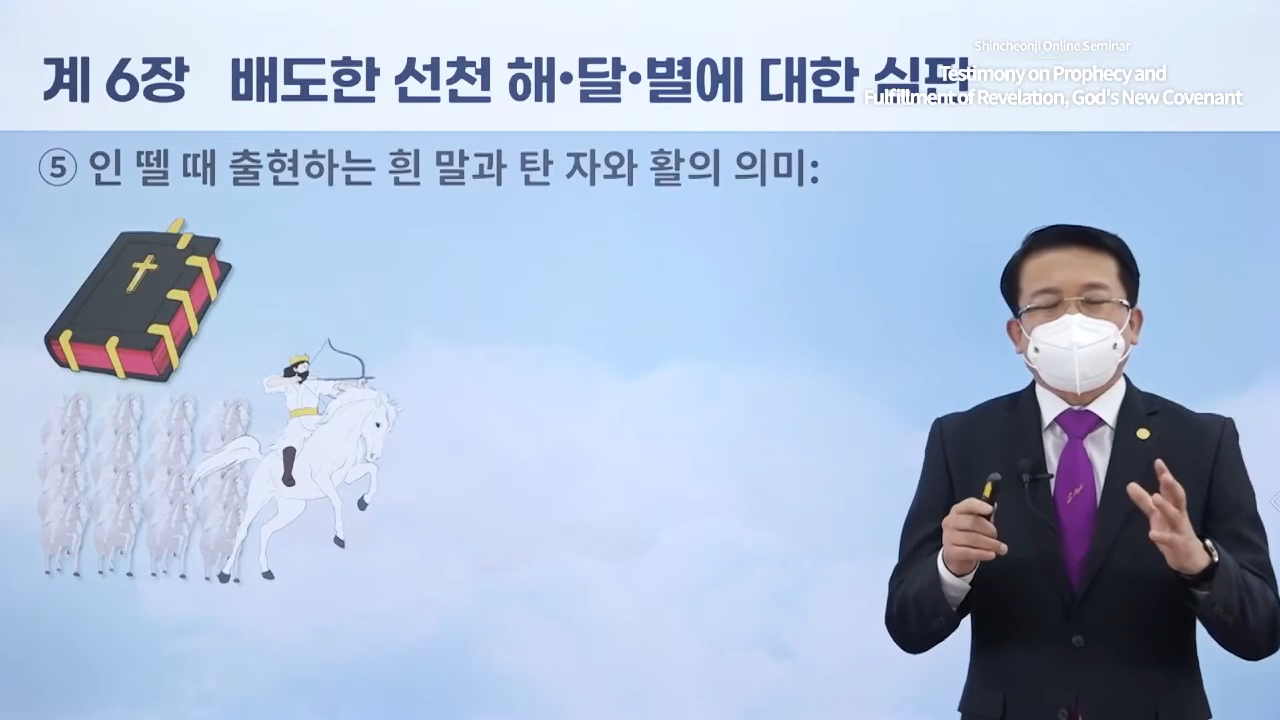 계 6장 배도한 선천 해·달·별에 대한 심판
Shincheonji Online Seminar
Testimony on Prophecy and
Fulfillment of Revelation, God's New Covenant
⑤ 인 뗄 때 출현하는 흰 말과 탄 자와 활의 의미: